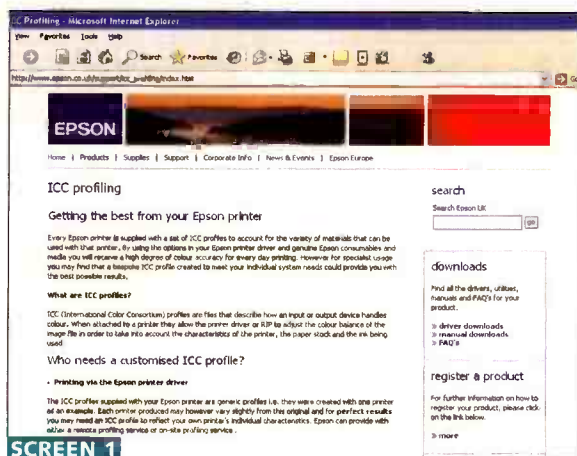 ICC Profiling - Microsoft Internet Explorer
View Favorites Tools Help
Search Favorites
http://www.epson.co.uk/support/icc_profiling/index.htm
Go
EPSON
Home | Products | Supplies | Support | Corporate Info | News & Events | Epson Europe
ICC profiling
Getting the best from your Epson printer
Every Epson printer is supplied with a set of ICC profiles to account for the variety of materials that can be
used with that printer. By using the options in your Epson printer driver and genuine Epson consumables and
media you will receive a high degree of colour accuracy for every day printing. However for specialist usage
you may find that a bespoke ICC profile created to meet your individual system needs could provide you with
the best possible results.
What are ICC profiles?
ICC (International Color Consortium) profiles are files that describe how an input or output device handles
colour. When attached to a printer they allow the printer driver or RIP to adjust the colour balance of the
image file in order to take into account the characteristics of the printer, the paper stock and the ink being
used
Who needs a customised ICC profile?
• Printing via the Epson printer driver
The ICC profiles supplied with your Epson printer are generic profiles i.e. they were created with one printer
as an example. Each printer produced may however vary slightly from this original and for perfect results
you may need an ICC profile to reflect your own printer's individual characteristics. Epson can provide with
either a remote profiling service or on-site profiling service.
search
Search Epson UK
go
downloads
Find all the drivers, utilities,
manuals and FAQ's for your
product.
» driver downloads
» manual downloads
» FAQ's
register a product
For further information on how to
register your product, please click
on the link below.
» more
SCREEN 1